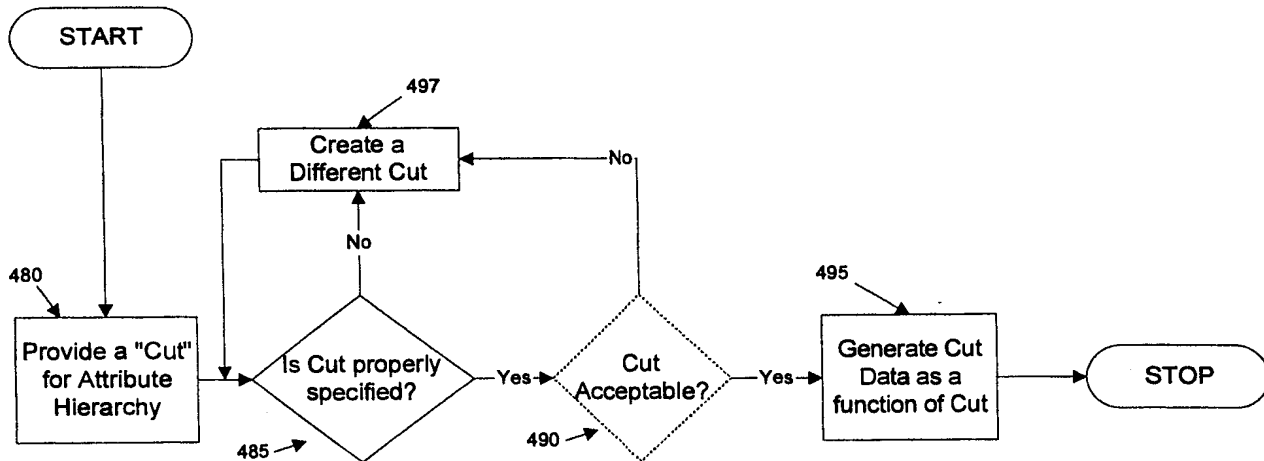 START
497
Create a
Different Cut
No
No
480
495
Provide a "Cut"
for Attribute
Hierarchy
Is Cut properly
specified?
Yes
Cut
Acceptable?
Yes
Generate Cut
Data as a
function of Cut
STOP
485
490